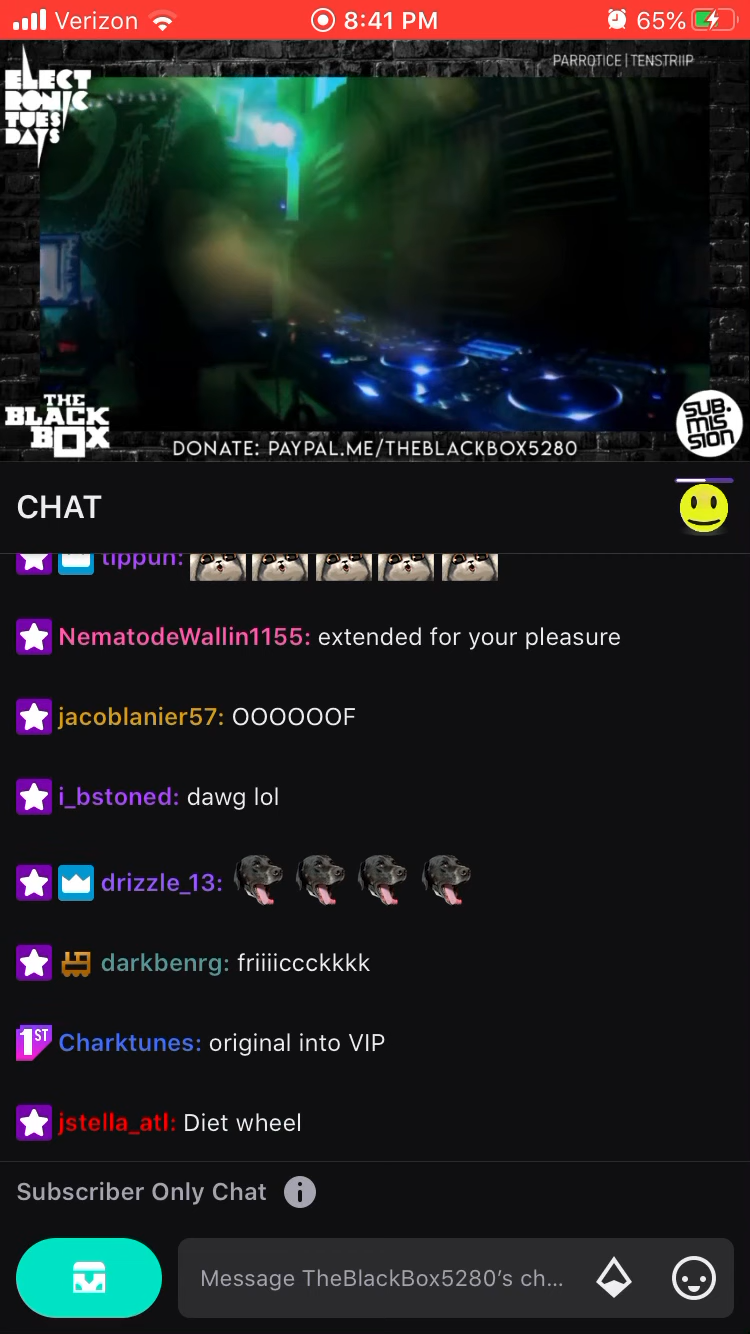 Verizon 8:41 PM 65%
PARROTICE | TENSTRIIP
ELECT
RONIC
TUES
DAYS
THE
BLACK
BOX
SUB.
MIS
SION
DONATE: PAYPAL.ME/THEBLACKBOX5280
CHAT
tippuh:
NematodeWallin1155: extended for your pleasure
jacoblanier57: OOOOOOF
i_bstoned: dawg lol
drizzle_13:
darkbenrg: friiiiccckkkk
1ST Charktunes: original into VIP
jstella_atl: Diet wheel
Subscriber Only Chat
Message TheBlackBox5280’s ch...